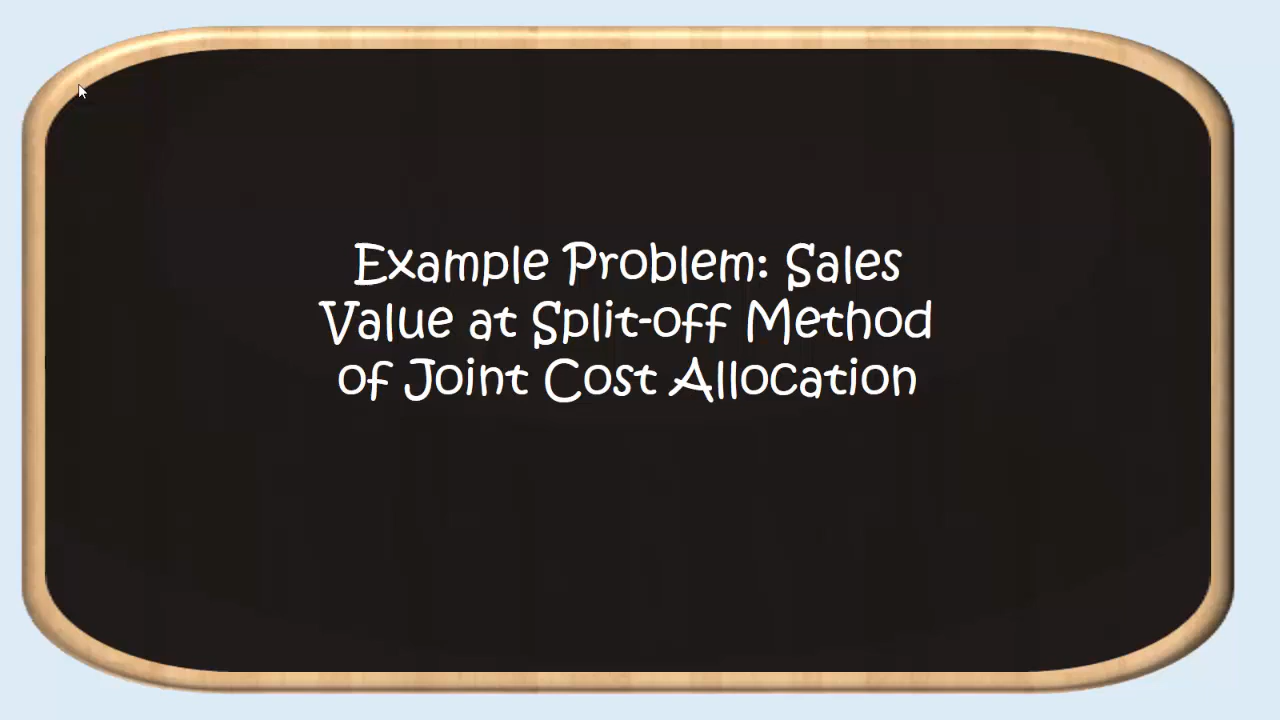 Example Problem: Sales
Value at Split-off Method
of Joint Cost Allocation